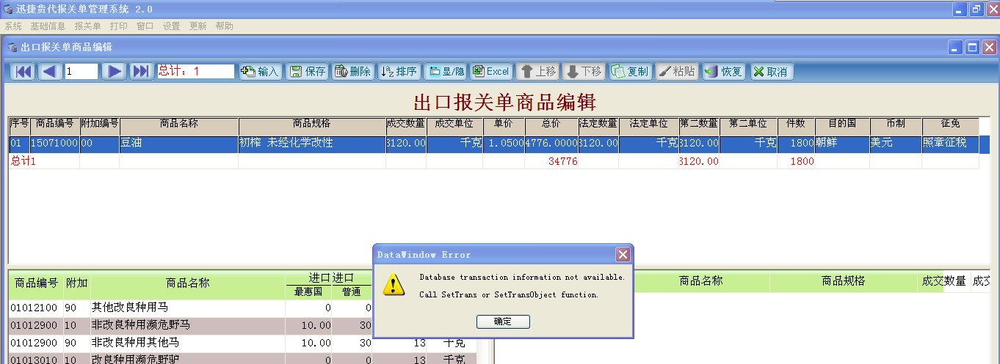 迅捷货代报关单管理系统 2.0
系统 基础信息 报关单 打印 窗口 设置 更新 帮助
出口报关单商品编辑
1 总计：1 输入 保存 删除 排序 显/隐 Excel 上移 下移 复制 粘贴 恢复 取消
出口报关单商品编辑
序号 商品编号 附加编号 商品名称 商品规格 成交数量 成交单位 单价 总价 法定数量 法定单位 第二数量 第二单位 件数 目的国 币制 征免
01 15071000 00 豆油 初榨 未经化学改性 3120.00 千克 1.0500 4776.0000 3120.00 千克 3120.00 千克 1800 朝鲜 美元 照章征税
总计1 34776 3120.00 1800
DataWindow Error
Database transaction information not available.
Call SetTrans or SetTransObject function.
确定
商品编号 附加 商品名称 进口 进口 商品名称 商品规格 成交数量 成交
最惠国 普通
01012100 90 其他改良种用马 0 0
01012900 10 非改良种用濒危野马 10.00 30
01012900 90 非改良种用其他马 10.00 30 13 千克
01013010 10 改良种用濒危野驴 0 0 13 千克